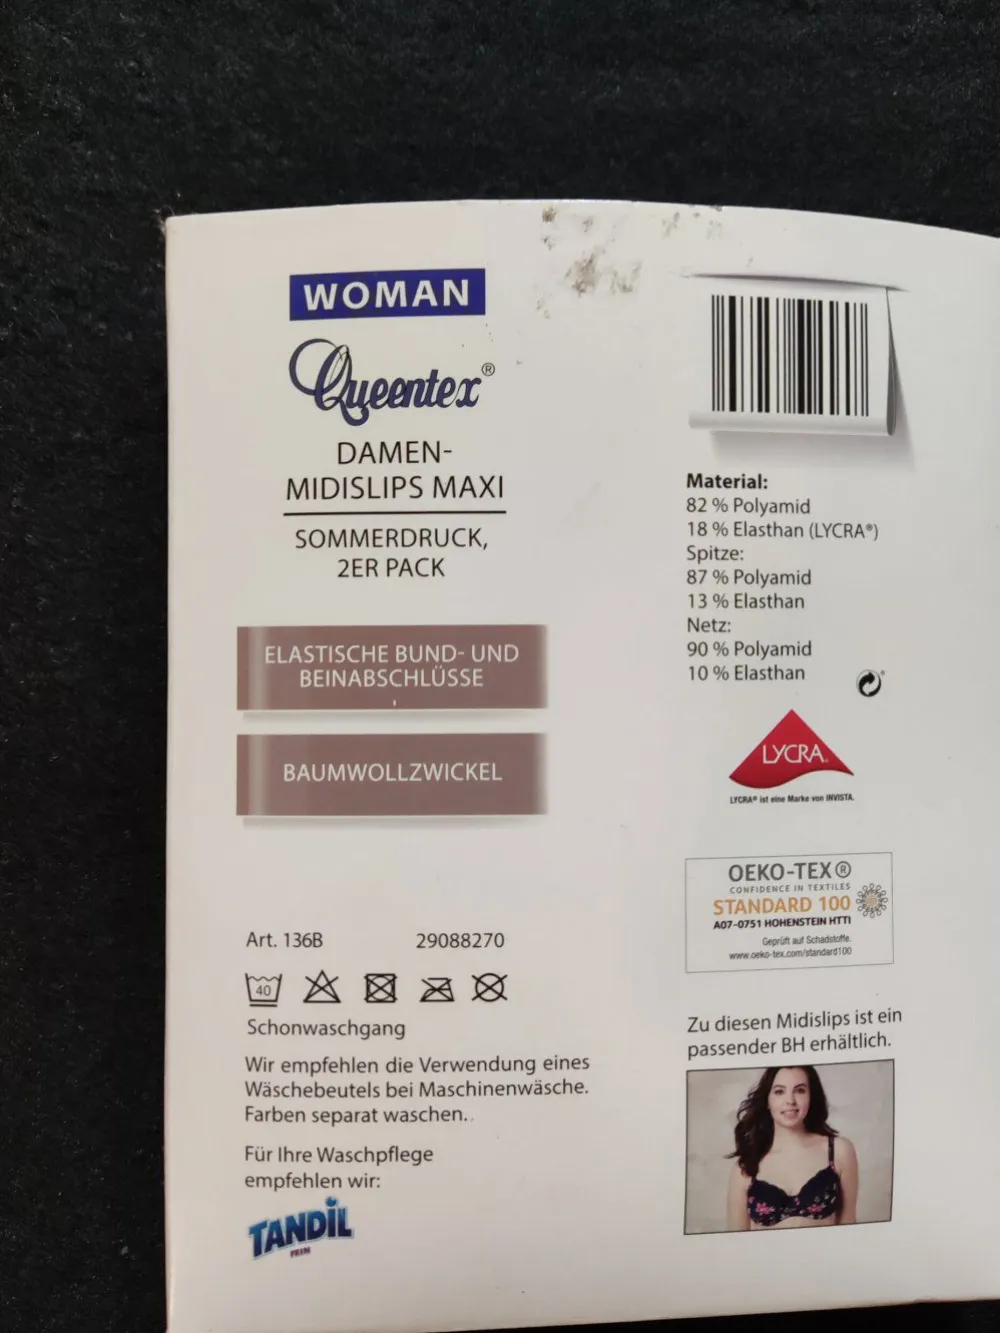 WOMAN
Queentex®
DAMEN-
MIDISLIPS MAXI
SOMMERDRUCK,
2ER PACK
ELASTISCHE BUND- UND
BEINABSCHLÜSSE
BAUMWOLLZWICKEL
Art. 136B 29088270
40
Schonwaschgang
Wir empfehlen die Verwendung eines
Wäschebeutels bei Maschinenwäsche.
Farben separat waschen.
Für Ihre Waschpflege
empfehlen wir:
TANDIL
FEIN
Material:
82 % Polyamid
18 % Elasthan (LYCRA®)
Spitze:
87 % Polyamid
13 % Elasthan
Netz:
90 % Polyamid
10 % Elasthan
LYCRA®
LYCRA® ist eine Marke von INVISTA.
OEKO-TEX®
CONFIDENCE IN TEXTILES
STANDARD 100
A07-0751 HOHENSTEIN HTTI
Geprüft auf Schadstoffe.
www.oeko-tex.com/standard100
Zu diesen Midislips ist ein
passender BH erhältlich.